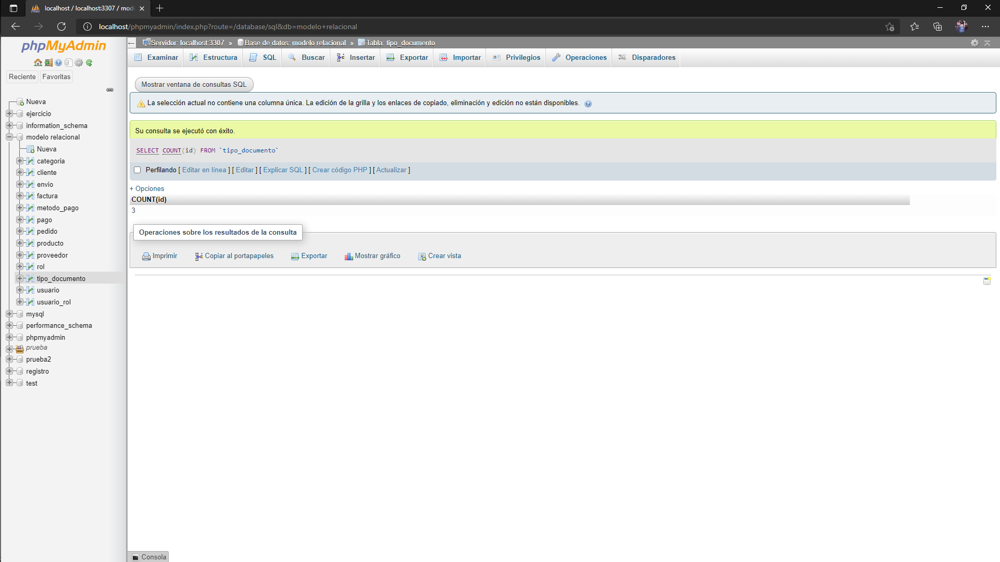 localhost / localhost:3307 / mod
localhost/phpmyadmin/index.php?route=/database/sql&db=modelo+relacional
phpMyAdmin
Reciente Favoritas
Nueva
ejercicio
information_schema
modelo relacional
Nueva
categoria
cliente
envio
factura
metodo_pago
pago
pedido
producto
proveedor
rol
tipo_documento
usuario
usuario_rol
mysql
performance_schema
phpmyadmin
prueba
prueba2
registro
test
Servidor: localhost:3307 » Base de datos: modelo relacional » Tabla: tipo_documento
Examinar Estructura SQL Buscar Insertar Exportar Importar Privilegios Operaciones Disparadores
Mostrar ventana de consultas SQL
La selección actual no contiene una columna única. La edición de la grilla y los enlaces de copiado, eliminación y edición no están disponibles.
Su consulta se ejecutó con éxito.
SELECT COUNT(id) FROM `tipo_documento`
Perfilando [ Editar en línea ] [ Editar ] [ Explicar SQL ] [ Crear código PHP ] [ Actualizar ]
+ Opciones
COUNT(id)
3
Operaciones sobre los resultados de la consulta
Imprimir Copiar al portapapeles Exportar Mostrar gráfico Crear vista
Consola